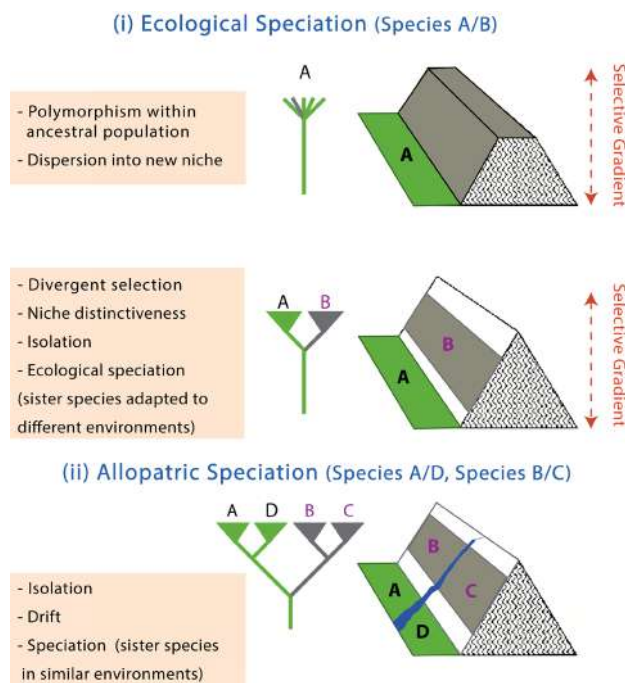 (i) Ecological Speciation (Species A/B)
A
- Polymorphism within
ancestral population
- Dispersion into new niche
A
Selective Gradient
- Divergent selection
- Niche distinctiveness
- Isolation
- Ecological speciation
(sister species adapted to
different environments)
A B
B
A
Selective Gradient
(ii) Allopatric Speciation (Species A/D, Species B/C)
A D B C
- Isolation
- Drift
- Speciation (sister species
in similar environments)
B
A C
D